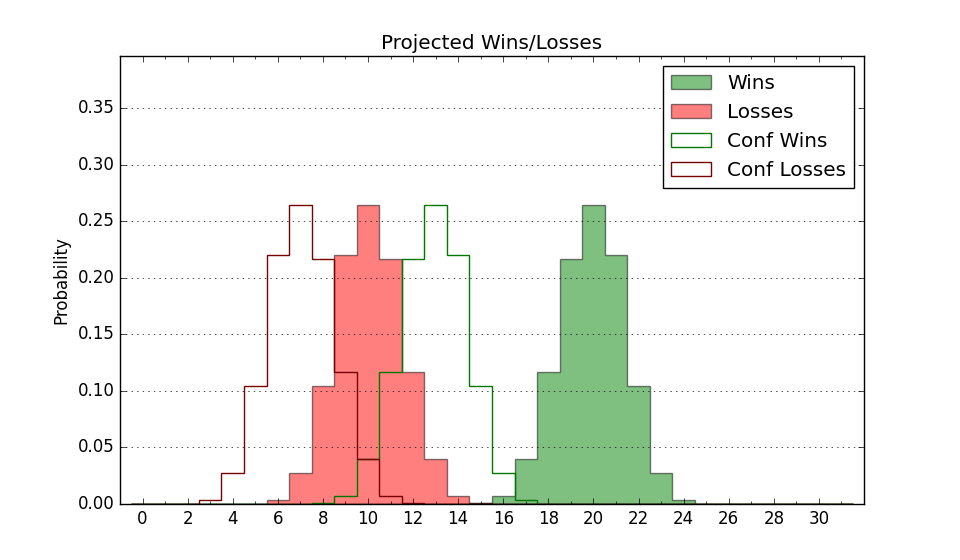 Projected Wins/Losses
Wins
Losses
Conf Wins
Conf Losses
Probability
0.35
0.30
0.25
0.20
0.15
0.10
0.05
0.00
0 2 4 6 8 10 12 14 16 18 20 22 24 26 28 30